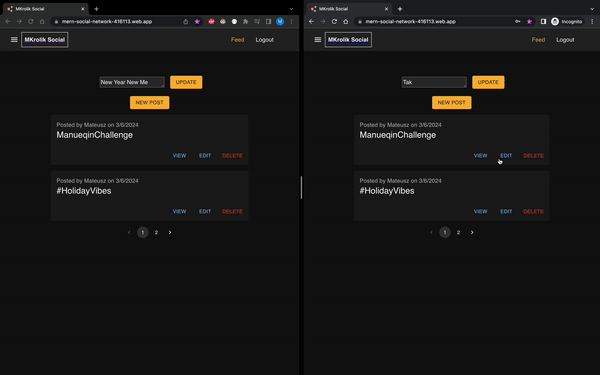 MKrolik Social
mern-social-network-416113.web.app
MKrolik Social
Feed
Logout
New Year New Me
UPDATE
NEW POST
Posted by Mateusz on 3/6/2024
ManueqinChallenge
VIEW
EDIT
DELETE
Posted by Mateusz on 3/6/2024
#HolidayVibes
VIEW
EDIT
DELETE
1
2
MKrolik Social
mern-social-network-416113.web.app
Incognito
MKrolik Social
Feed
Logout
Tak
UPDATE
NEW POST
Posted by Mateusz on 3/6/2024
ManueqinChallenge
VIEW
EDIT
DELETE
Posted by Mateusz on 3/6/2024
#HolidayVibes
VIEW
EDIT
DELETE
1
2